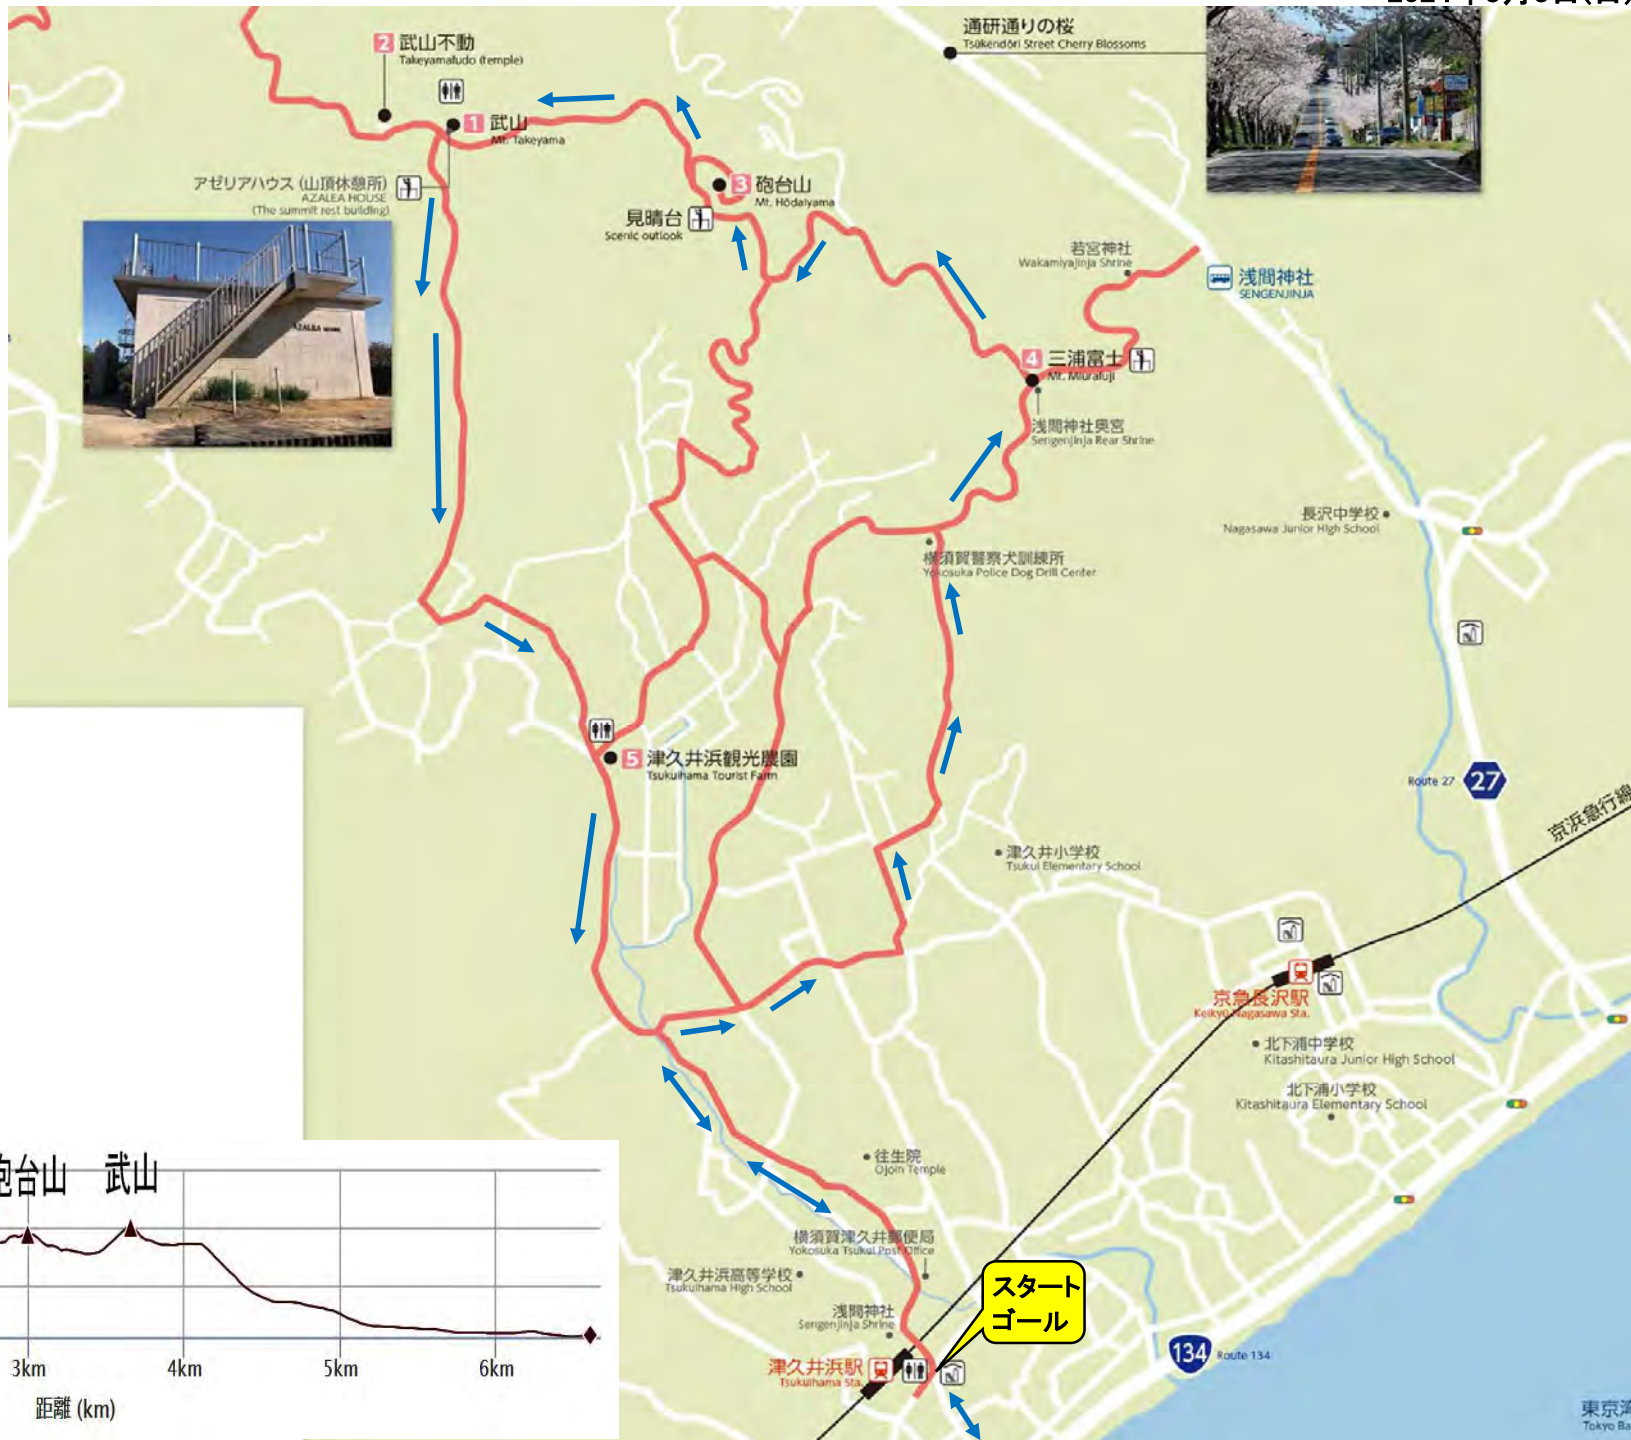 通研通りの桜
Tsūkendōri Street Cherry Blossoms
2 武山不動
Takeyamafudo (temple)
1 武山
Mt. Takeyama
アゼリアハウス (山頂休憩所)
AZALEA HOUSE
(The summit rest building)
3 砲台山
Mt. Hōdaiyama
見晴台
Scenic outlook
若宮神社
Wakamiyajinja Shrine
浅間神社
SENGENJINJA
4 三浦富士
Mt. Miurafuji
浅間神社奥宮
Sengenjinja Rear Shrine
長沢中学校
Nagasawa Junior High School
横須賀警察犬訓練所
Yokosuka Police Dog Drill Center
5 津久井浜観光農園
Tsukuihama Tourist Farm
Route 27
27
京浜急行線
津久井小学校
Tsukui Elementary School
京急長沢駅
Keikyū Nagasawa Sta.
北下浦中学校
Kitashitaura Junior High School
北下浦小学校
Kitashitaura Elementary School
往生院
Ojoin Temple
横須賀津久井郵便局
Yokosuka Tsukui Post Office
津久井浜高等学校
Tsukuihama High School
浅間神社
Sengenjinja Shrine
スタート
ゴール
津久井浜駅
Tsukuihama Sta.
134
Route 134
東京湾
Tokyo Ba
砲台山 武山
3km 4km 5km 6km
距離 (km)